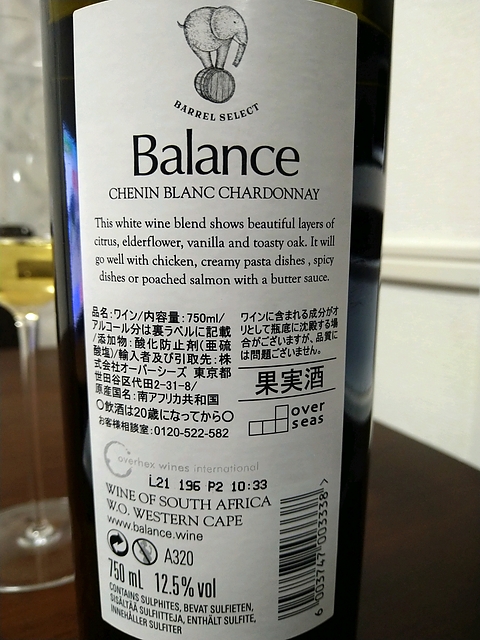 BARREL SELECT
Balance
CHENIN BLANC CHARDONNAY
This white wine blend shows beautiful layers of
citrus, elderflower, vanilla and toasty oak. It will
go well with chicken, creamy pasta dishes , spicy
dishes or poached salmon with a butter sauce.
品名:ワイン/内容量:750ml/
アルコール分は裏ラベルに記載
/添加物:酸化防止剤(亜硫
酸塩)/輸入者及び引取先:株
式会社オーバーシーズ 東京都
世田谷区代田2-31-8/
原産国名:南アフリカ共和国
〇飲酒は20歳になってから〇
お客様相談室:0120-522-582
ワインに含まれる成分がオ
リとして瓶底に沈殿する場
合がございますが、品質に
は問題ございません。
果実酒
over
seas
overhex wines international
L21 196 P2 10:33
WINE OF SOUTH AFRICA
W.O. WESTERN CAPE
www.balance.wine
A320
750 mL 12.5% vol
CONTAINS SULPHITES, BEVAT SULFIETEN,
SISÄLTÄÄ SULFIITTEJA, ENTHÄLT SULFITE,
INNEHÅLLER SULFITER
6 003747 003338 >